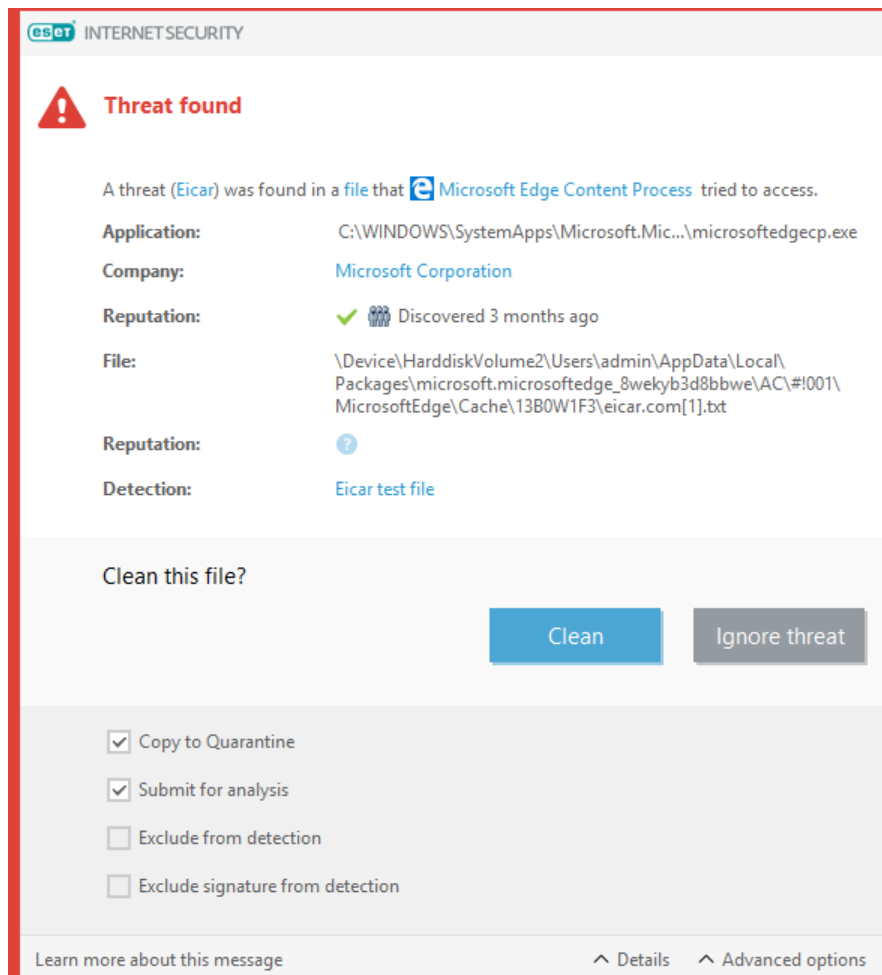 eset INTERNET SECURITY
Threat found
A threat (Eicar) was found in a file that Microsoft Edge Content Process tried to access.
Application: C:\WINDOWS\SystemApps\Microsoft.Mic...\microsoftedgecp.exe
Company: Microsoft Corporation
Reputation: Discovered 3 months ago
File: \Device\HarddiskVolume2\Users\admin\AppData\Local\
Packages\microsoft.microsoftedge_8wekyb3d8bbwe\AC\#!001\
MicrosoftEdge\Cache\13B0W1F3\eicar.com[1].txt
Reputation: ?
Detection: Eicar test file
Clean this file?
Clean Ignore threat
Copy to Quarantine
Submit for analysis
Exclude from detection
Exclude signature from detection
Learn more about this message Details Advanced options